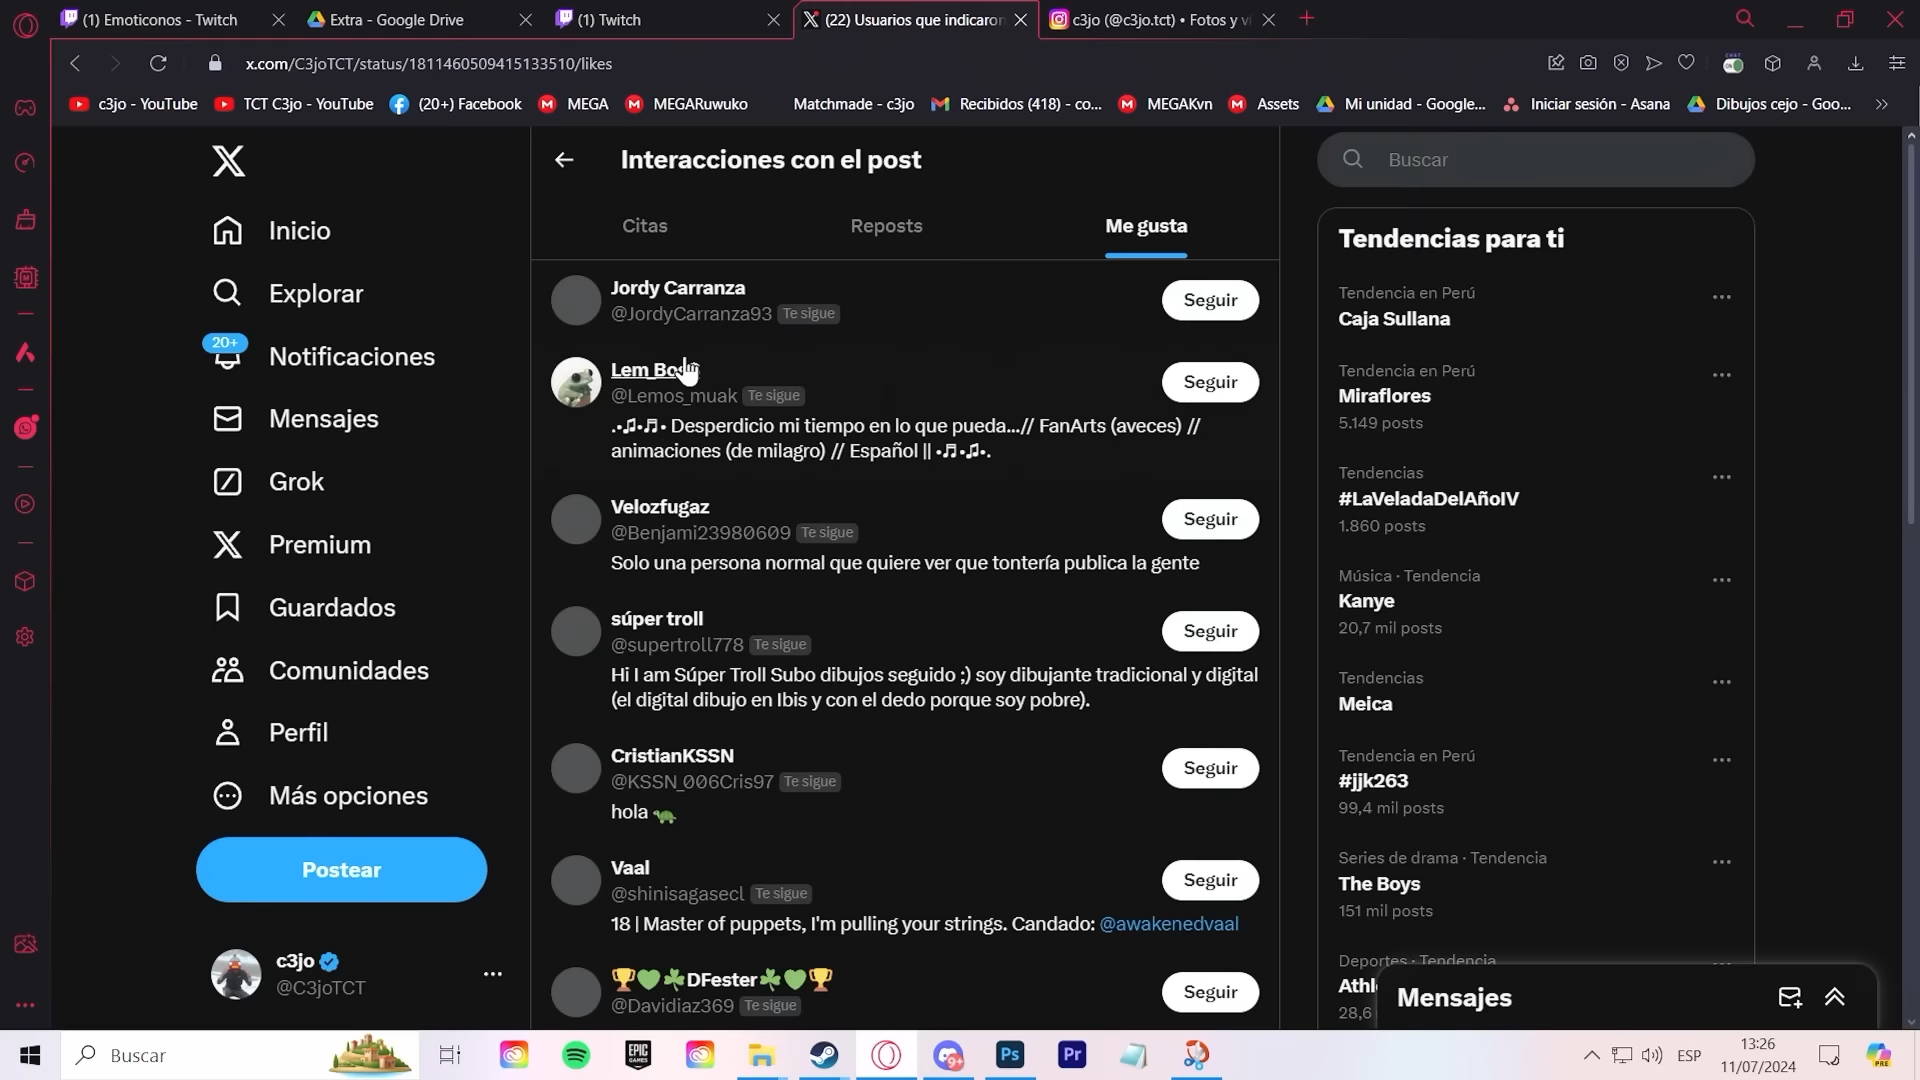 (1) Emoticonos - Twitch
Extra - Google Drive
(1) Twitch
(22) Usuarios que indicaron
c3jo (@c3jo.tct) • Fotos y
x.com/C3joTCT/status/1811460509415133510/likes
c3jo - YouTube
TCT C3jo - YouTube
(20+) Facebook
MEGA
MEGARuwuko
Matchmade - c3jo
Recibidos (418) - co...
MEGAKvn
Assets
Mi unidad - Google...
Iniciar sesión - Asana
Dibujos cejo - Goo...
Inicio
Explorar
20+
Notificaciones
Mensajes
Grok
Premium
Guardados
Comunidades
Perfil
Más opciones
Postear
c3jo
@C3joTCT
Interacciones con el post
Citas
Reposts
Me gusta
Jordy Carranza
@JordyCarranza93 Te sigue
Seguir
@Lemos_muak Te sigue
Seguir
.•♫•♬• Desperdicio mi tiempo en lo que pueda...// FanArts (aveces) //
animaciones (de milagro) // Español || •♬•♫•.
Velozfugaz
@Benjami23980609 Te sigue
Seguir
Solo una persona normal que quiere ver que tontería publica la gente
súper troll
@supertroll778 Te sigue
Seguir
Hi I am Súper Troll Subo dibujos seguido ;) soy dibujante tradicional y digital
(el digital dibujo en Ibis y con el dedo porque soy pobre).
CristianKSSN
@KSSN_006Cris97 Te sigue
Seguir
hola 🐢
Vaal
@shinisagasecl Te sigue
Seguir
18 | Master of puppets, I'm pulling your strings. Candado: @awakenedvaal
🏆💚☘️DFester☘️💚🏆
@Davidiaz369 Te sigue
Seguir
Buscar
Tendencias para ti
Tendencia en Perú
Caja Sullana
Tendencia en Perú
Miraflores
5.149 posts
Tendencias
#LaVeladaDelAñoIV
1.860 posts
Música · Tendencia
Kanye
20,7 mil posts
Tendencias
Meica
Tendencia en Perú
#jjk263
99,4 mil posts
Series de drama · Tendencia
The Boys
151 mil posts
Deportes · Tendencia
28,6
Mensajes
Buscar
ESP
13:26
11/07/2024